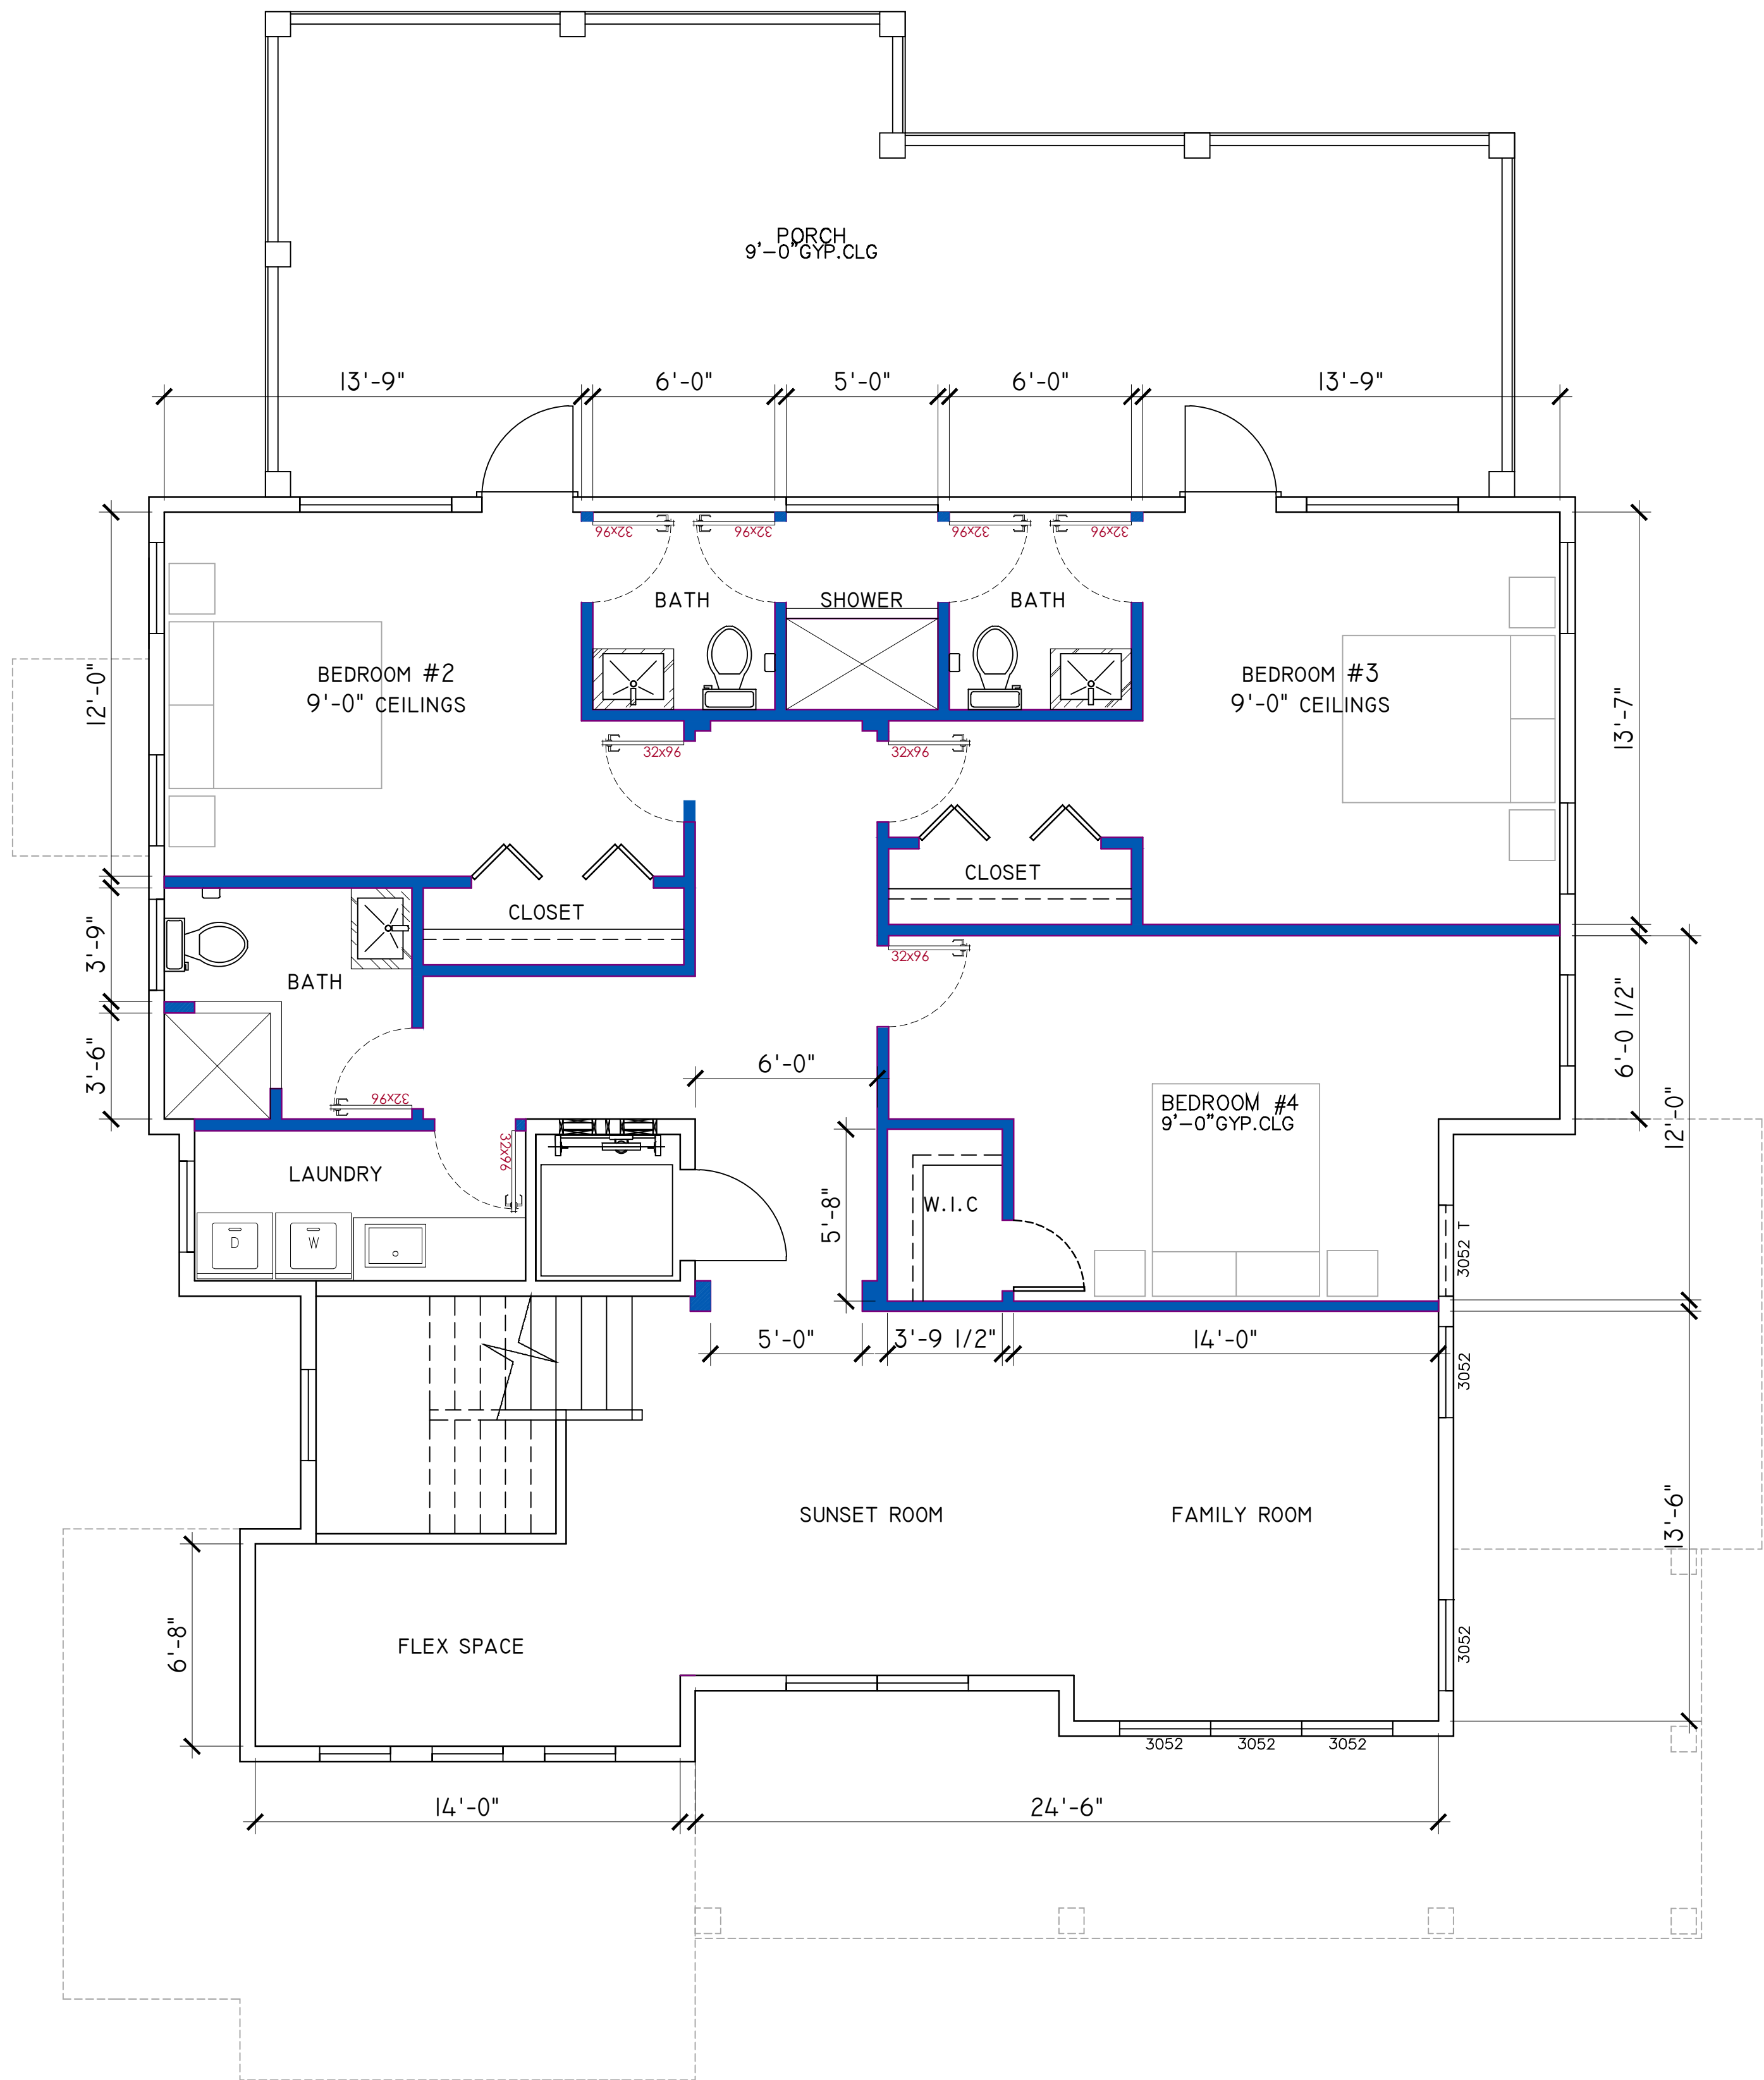 PORCH
9'-0"GYP.CLG
13'-9"
6'-0"
5'-0"
6'-0"
13'-9"
32x96
32x96
32x96
32x96
BATH
SHOWER
BATH
BEDROOM #2
9'-0" CEILINGS
BEDROOM #3
9'-0" CEILINGS
12'-0"
13'-7"
32x96
32x96
CLOSET
CLOSET
3'-9"
BATH
32x96
3'-6"
6'-0"
6'-0 1/2"
32x96
BEDROOM #4
9'-0"GYP.CLG
12'-0"
32x96
LAUNDRY
W.I.C
5'-8"
D
W
3052 T
5'-0"
3'-9 1/2"
14'-0"
3052
SUNSET ROOM
FAMILY ROOM
13'-6"
6'-8"
FLEX SPACE
3052
3052
3052
3052
14'-0"
24'-6"